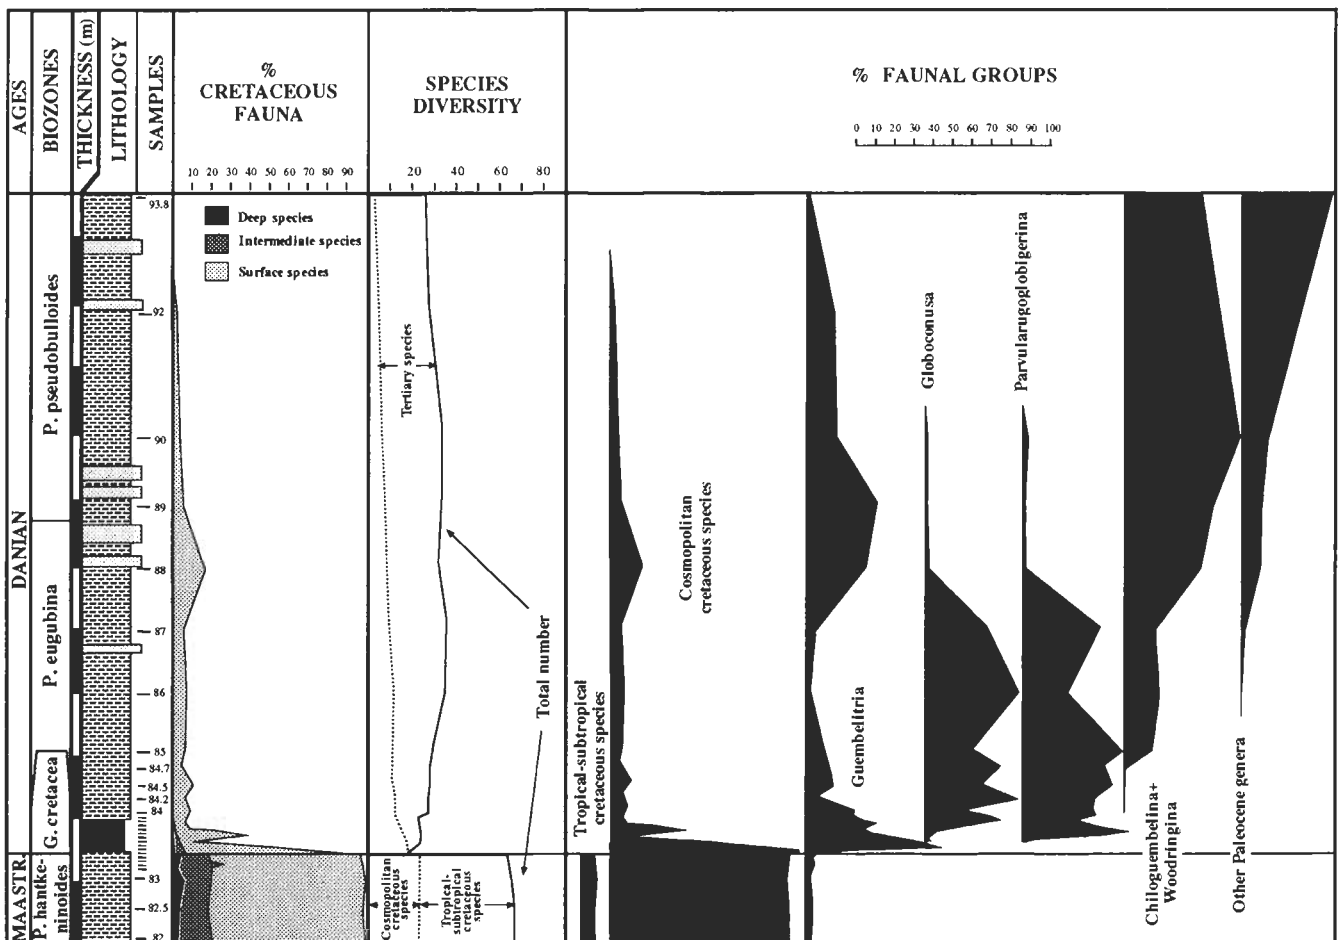 AGES
BIOZONES
THICKNESS (m)
LITHOLOGY
SAMPLES
%
CRETACEOUS
FAUNA
10 20 30 40 50 60 70 80 90
SPECIES
DIVERSITY
20 40 60 80
% FAUNAL GROUPS
0 10 20 30 40 50 60 70 80 90 100
DANIAN
MAASTR.
P. pseudobulloides
P. eugubina
G. cretacea
P. hantke-
ninoides
93.8
92
90
89
88
87
86
85
84.7
84.5
84.2
84
83
82.5
82
Deep species
Intermediate species
Surface species
Tertiary species
Total number
Cosmopolitan
cretaceous
species
Tropical-
subtropical
cretaceous
species
Tropical-subtropical
cretaceous species
Cosmopolitan
cretaceous species
Guembelitria
Globoconusa
Parvularugoglobigerina
Chiloguembelina+
Woodringina
Other Paleocene genera